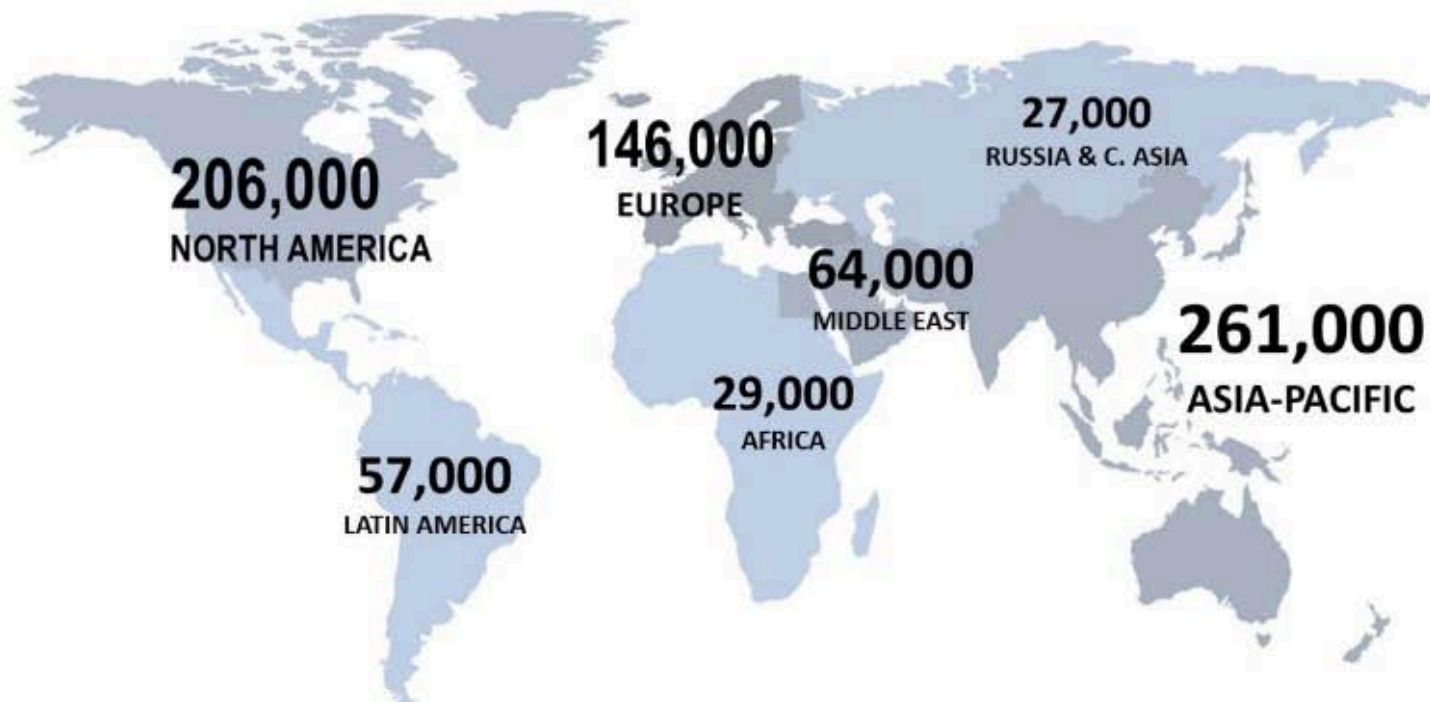 206,000
NORTH AMERICA
146,000
EUROPE
27,000
RUSSIA & C. ASIA
64,000
MIDDLE EAST
261,000
ASIA-PACIFIC
29,000
AFRICA
57,000
LATIN AMERICA